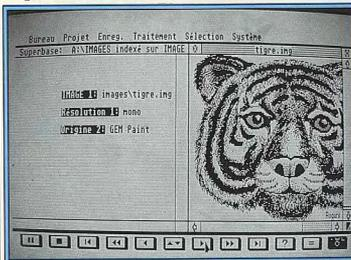 Bureau Projet Enreg. Traitement Sélection Système
Superbase: A:\IMAGES indexé sur IMAGE
tigre.img
IMAGE 1: images\tigre.img
Résolution 1: mono
Origine 2: GEM Paint
? =